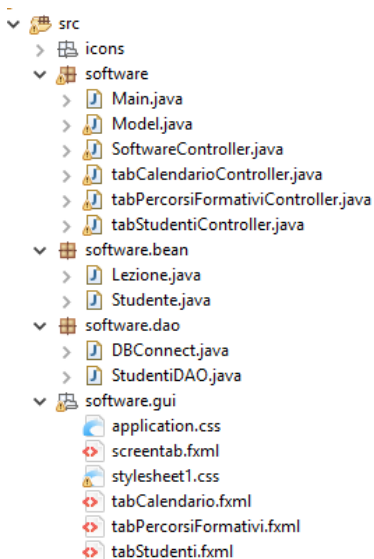 src
icons
software
Main.java
Model.java
SoftwareController.java
tabCalendarioController.java
tabPercorsiFormativiController.java
tabStudentiController.java
software.bean
Lezione.java
Studente.java
software.dao
DBConnect.java
StudentiDAO.java
software.gui
application.css
screentab.fxml
stylesheet1.css
tabCalendario.fxml
tabPercorsiFormativi.fxml
tabStudenti.fxml